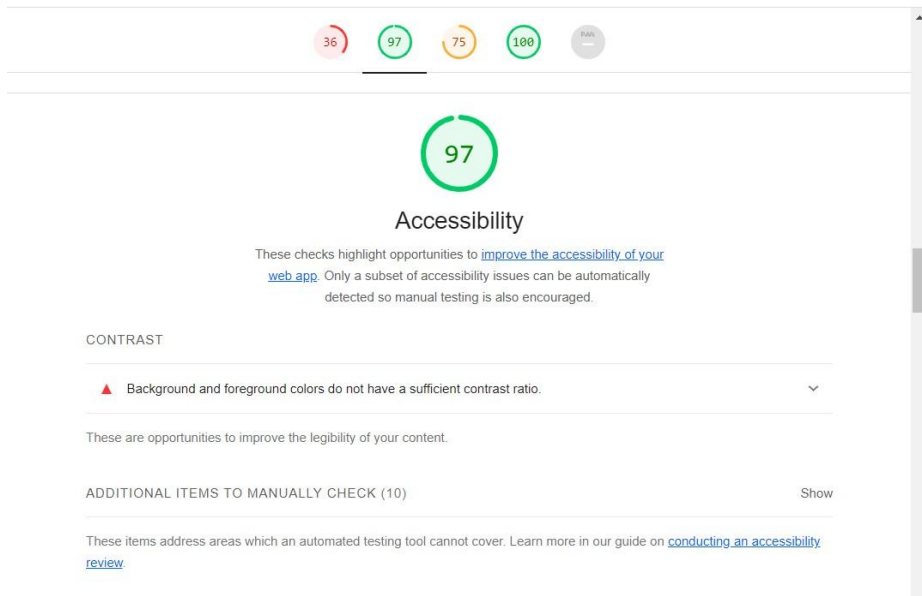 36 97 75 100 PWA
97
Accessibility
These checks highlight opportunities to improve the accessibility of your
web app. Only a subset of accessibility issues can be automatically
detected so manual testing is also encouraged.
CONTRAST
Background and foreground colors do not have a sufficient contrast ratio.
These are opportunities to improve the legibility of your content.
ADDITIONAL ITEMS TO MANUALLY CHECK (10) Show
These items address areas which an automated testing tool cannot cover. Learn more in our guide on conducting an accessibility
review.